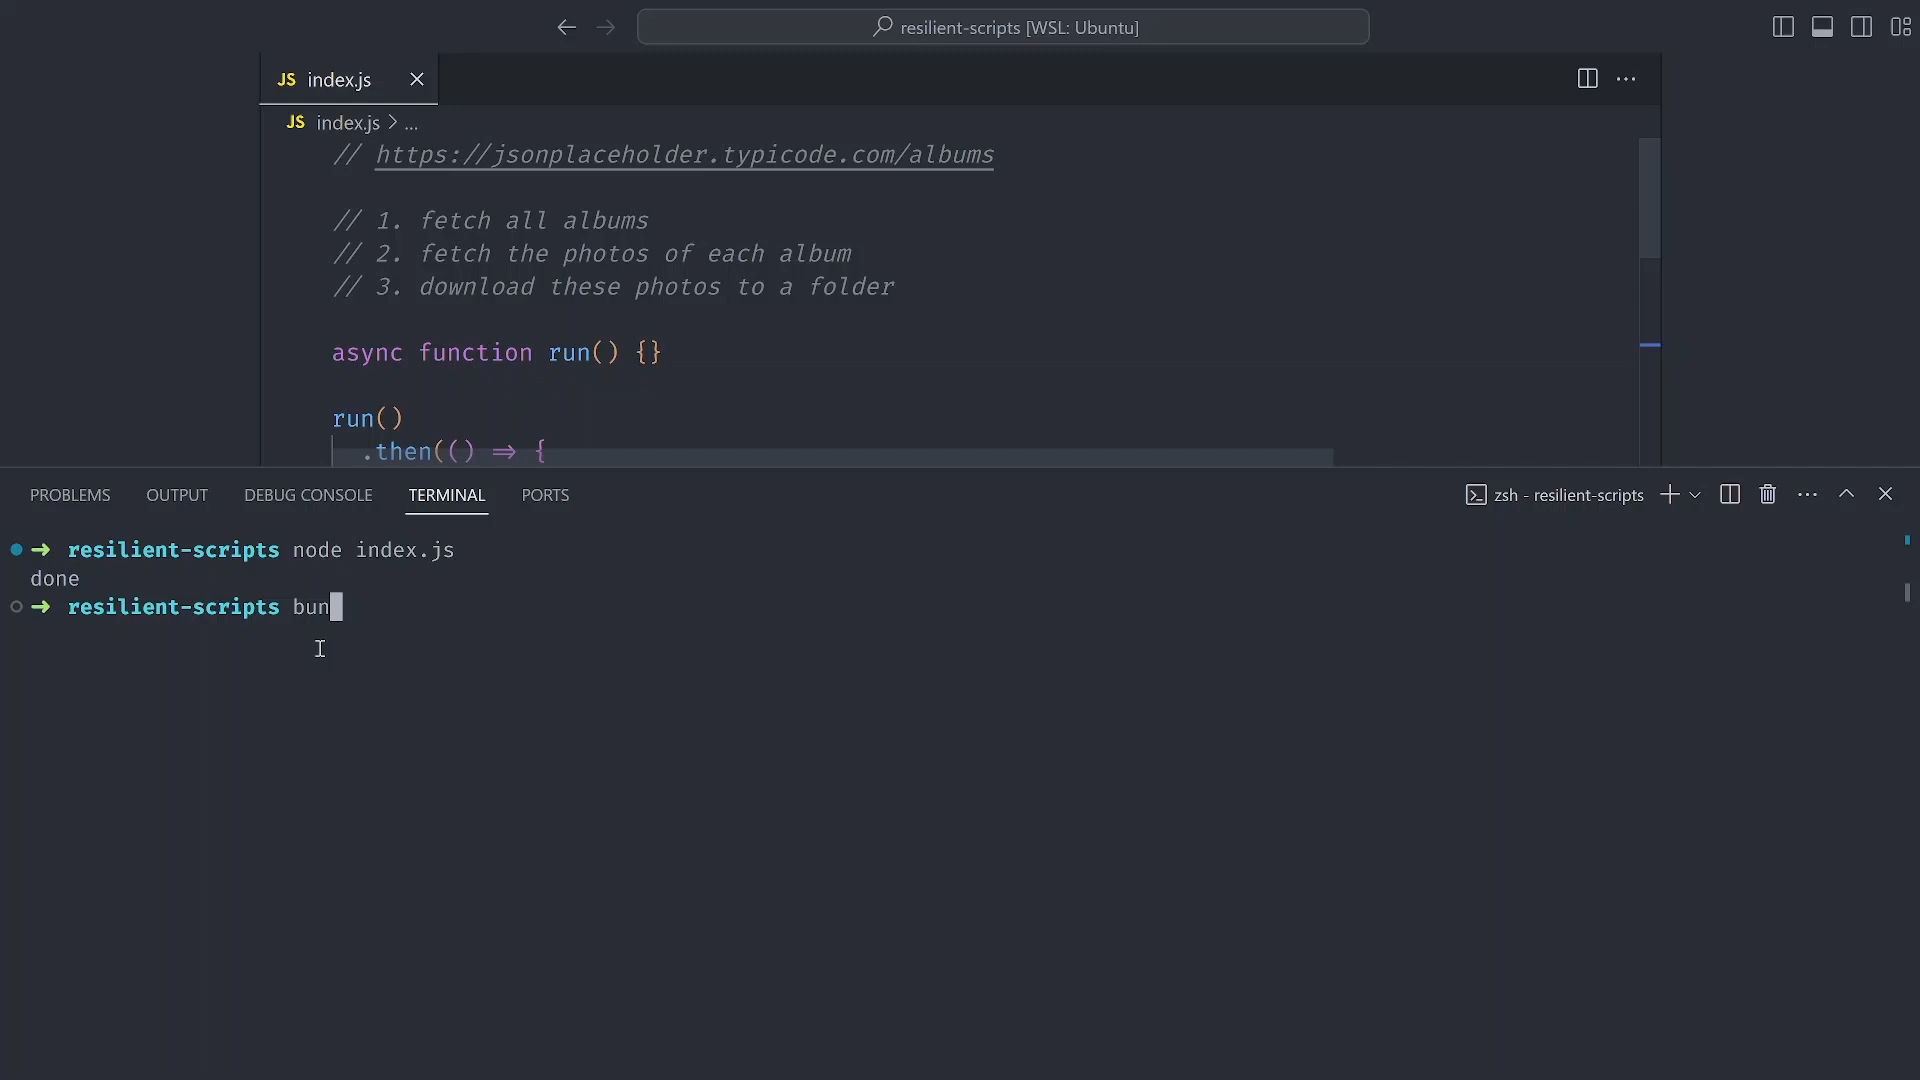 resilient-scripts [WSL: Ubuntu]
JS index.js
JS index.js > ...
// https://jsonplaceholder.typicode.com/albums
// 1. fetch all albums
// 2. fetch the photos of each album
// 3. download these photos to a folder
async function run() {}
run()
.then(() => {
PROBLEMS OUTPUT DEBUG CONSOLE TERMINAL PORTS zsh - resilient-scripts
➜ resilient-scripts node index.js
done
➜ resilient-scripts bun